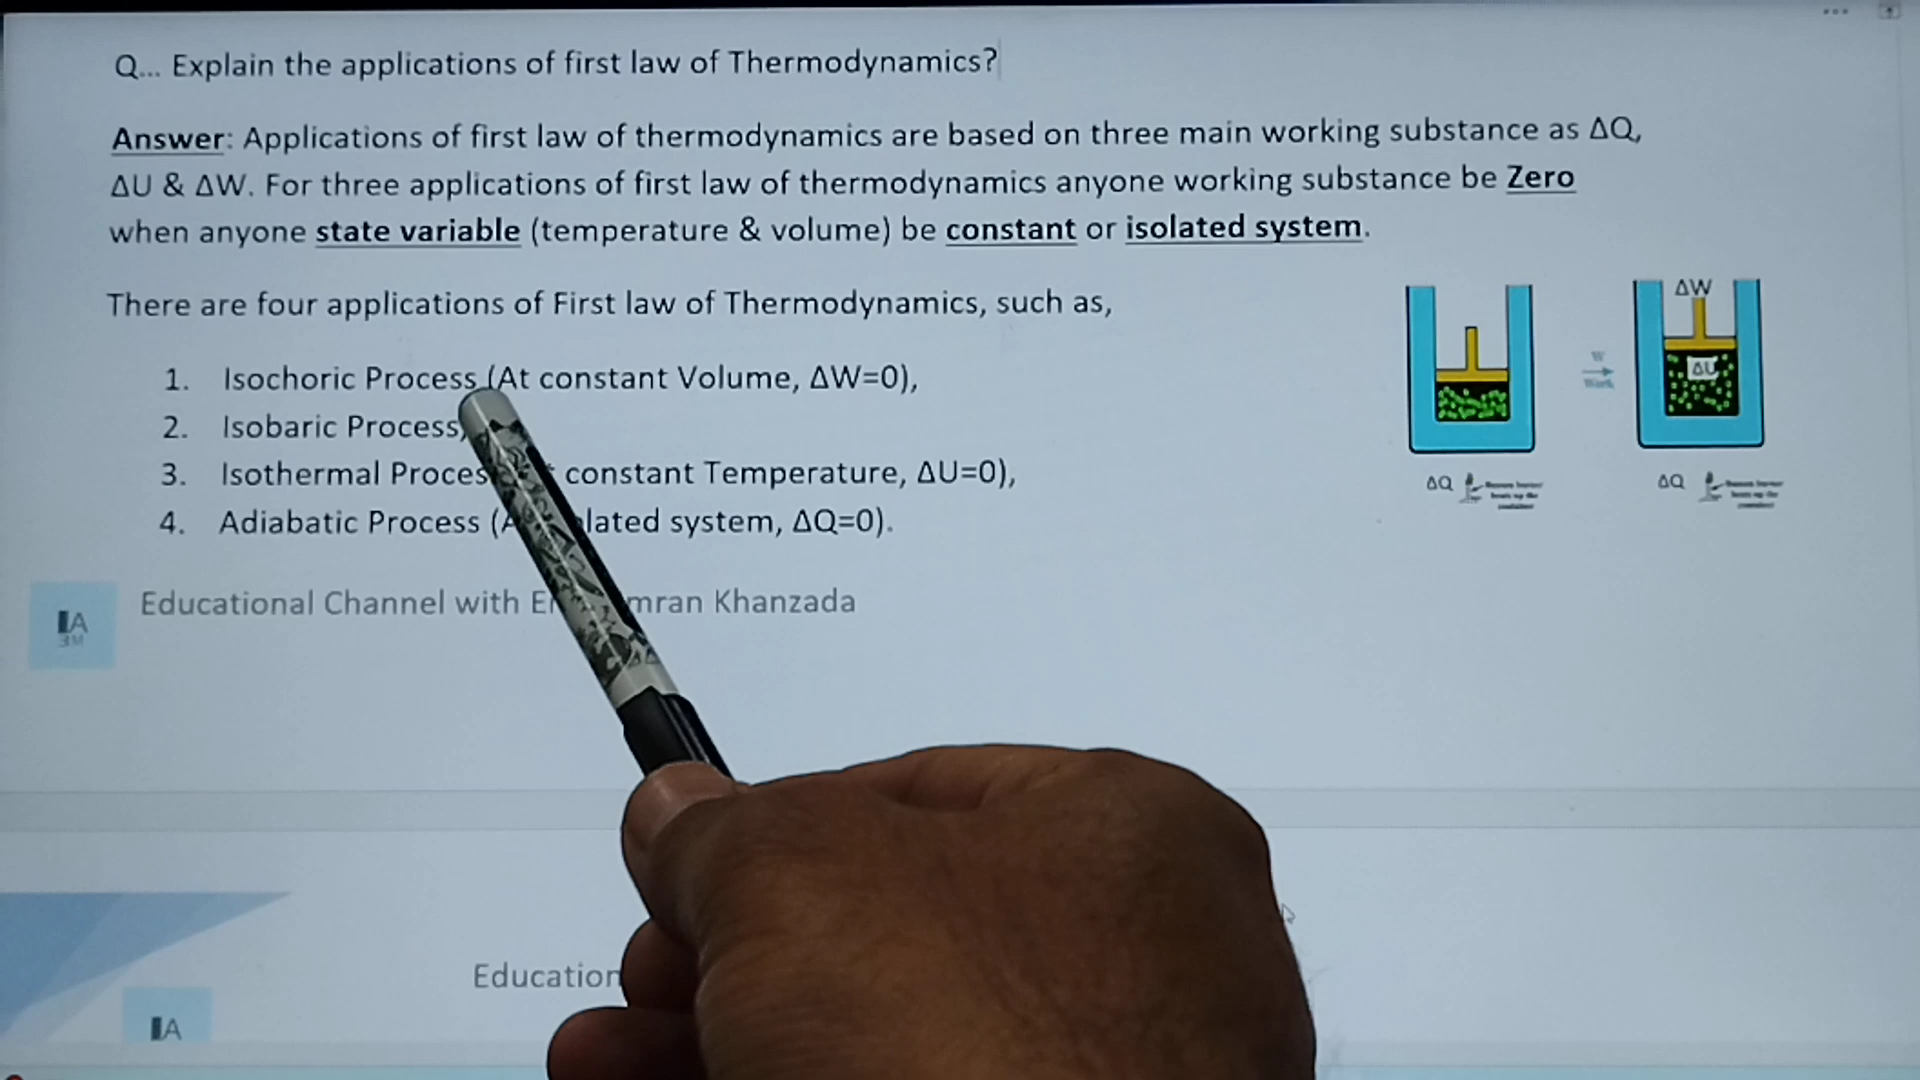 Q... Explain the applications of first law of Thermodynamics?
Answer: Applications of first law of thermodynamics are based on three main working substance as ΔQ,
ΔU & ΔW. For three applications of first law of thermodynamics anyone working substance be Zero
when anyone state variable (temperature & volume) be constant or isolated system.
There are four applications of First law of Thermodynamics, such as,
1. Isochoric Process (At constant Volume, ΔW=0),
2. Isobaric Process,
3. Isothermal Proces constant Temperature, ΔU=0),
4. Adiabatic Process (A lated system, ΔQ=0).
ΔW
ΔU
W
Work
ΔQ
ΔQ
Educational Channel with E mran Khanzada
IA
Education
IA